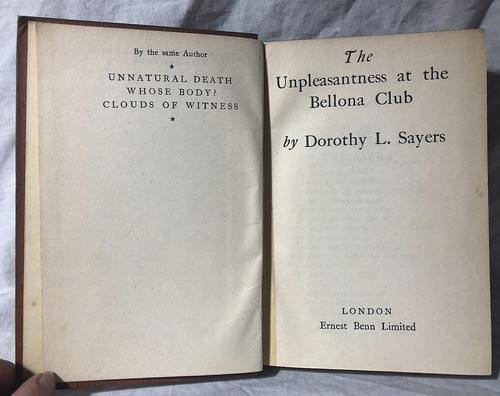 By the same Author
★
UNNATURAL DEATH
WHOSE BODY?
CLOUDS OF WITNESS
★
The
Unpleasantness at the
Bellona Club
by Dorothy L. Sayers
LONDON
Ernest Benn Limited